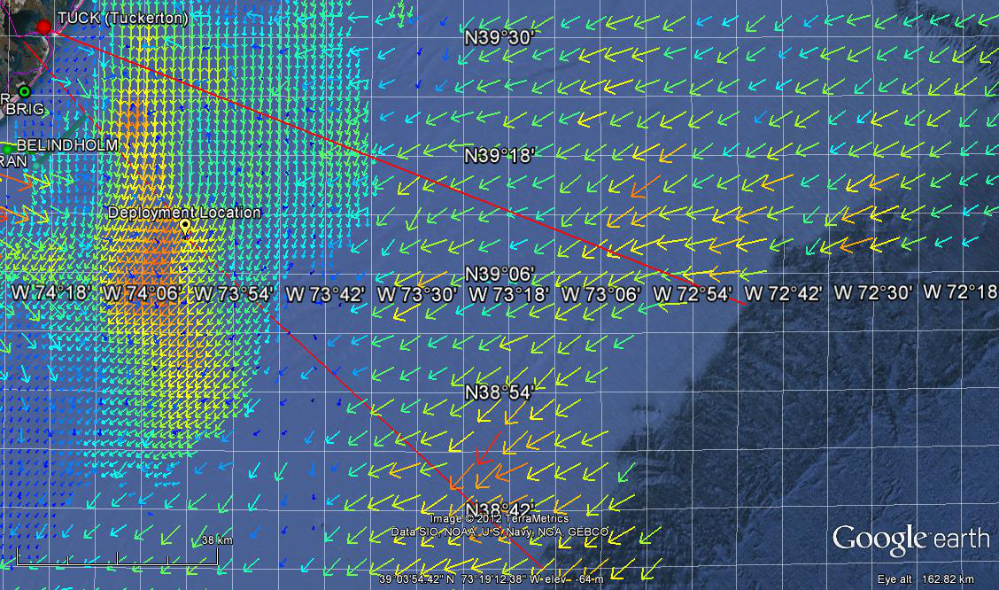 TUCK (Tuckerton)
N39°30'
R
BRIG
BELINDHOLM
RAN
N39°18'
Deployment Location
N39°06'
W 74°18' W 74°06' W 73°54' W 73°42' W 73°30' W 73°18' W 73°06' W 72°54' W 72°42' W 72°30' W 72°18
N38°54'
N38°42'
Image © 2012 TerraMetrics
Data SIO, NOAA, U.S. Navy, NGA, GEBCO
38 km
Google earth
39°03'54.42" N 73°19'12.38" W elev -64 m
Eye alt 162.82 km